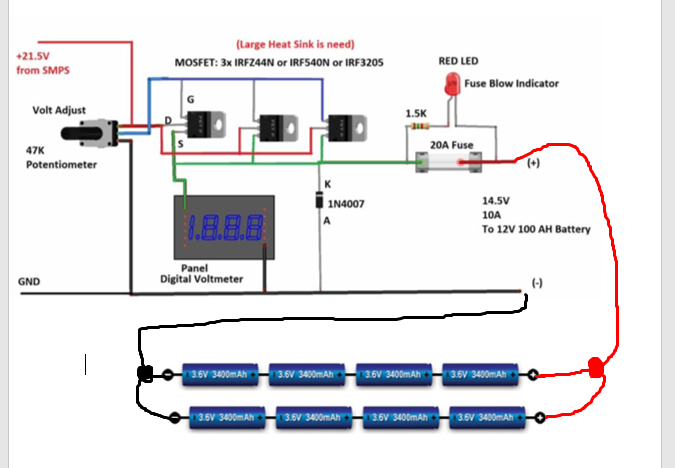 (Large Heat Sink is need)
+21.5V
from SMPS
MOSFET: 3x IRFZ44N or IRF540N or IRF3205
RED LED
Fuse Blow Indicator
G
Volt Adjust
1.5K
D
S
20A Fuse
47K
Potentiometer
(+)
K
1N4007
A
14.5V
10A
To 12V 100 AH Battery
1.8.8.8
Panel
Digital Voltmeter
GND
(-)
3.6V 3400mAh 3.6V 3400mAh 3.6V 3400mAh 3.6V 3400mAh
3.6V 3400mAh 3.6V 3400mAh 3.6V 3400mAh 3.6V 3400mAh